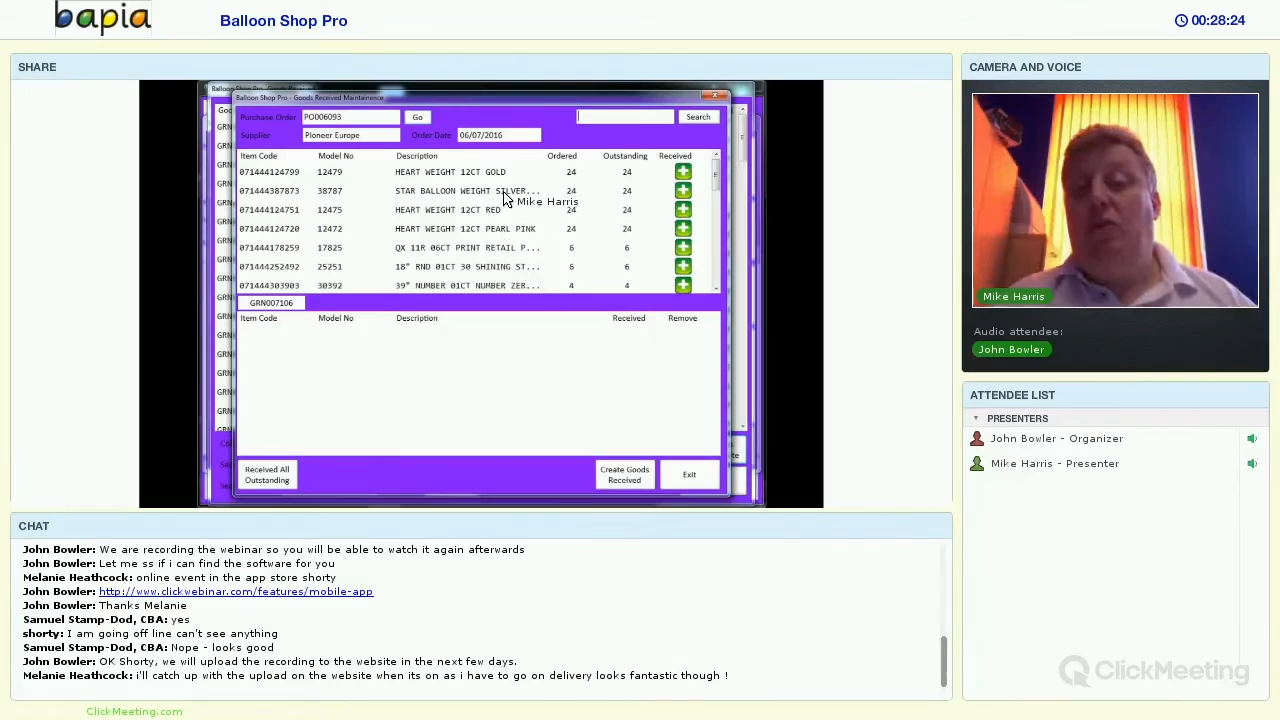 bapia
Balloon Shop Pro
00:28:24
SHARE
Balloon Shop Pro - Goods Received Maintainence
Purchase Order PO006093 Go Search
Supplier Pioneer Europe Order Date 06/07/2016
Item Code Model No Description Ordered Outstanding Received
071444124799 12479 HEART WEIGHT 12CT GOLD 24 24
071444387873 38787 STAR BALLOON WEIGHT SILVER... 24 24
Mike Harris
071444124751 12475 HEART WEIGHT 12CT RED 24 24
071444124720 12472 HEART WEIGHT 12CT PEARL PINK 24 24
071444178259 17825 QX 11R 06CT PRINT RETAIL P... 6 6
071444252492 25251 18" RND 01CT 30 SHINING ST... 6 6
071444303903 30392 39" NUMBER 01CT NUMBER ZER... 4 4
GRN007106
Item Code Model No Description Received Remove
Received All
Outstanding
Create Goods
Received
Exit
CAMERA AND VOICE
Mike Harris
Audio attendee:
John Bowler
ATTENDEE LIST
PRESENTERS
John Bowler - Organizer
Mike Harris - Presenter
ClickMeeting
CHAT
John Bowler: We are recording the webinar so you will be able to watch it again afterwards
John Bowler: Let me ss if i can find the software for you
Melanie Heathcock: online event in the app store shorty
John Bowler: http://www.clickwebinar.com/features/mobile-app
John Bowler: Thanks Melanie
Samuel Stamp-Dod, CBA: yes
shorty: I am going off line can't see anything
Samuel Stamp-Dod, CBA: Nope - looks good
John Bowler: OK Shorty, we will upload the recording to the website in the next few days.
Melanie Heathcock: i'll catch up with the upload on the website when its on as i have to go on delivery looks fantastic though !
ClickMeeting.com